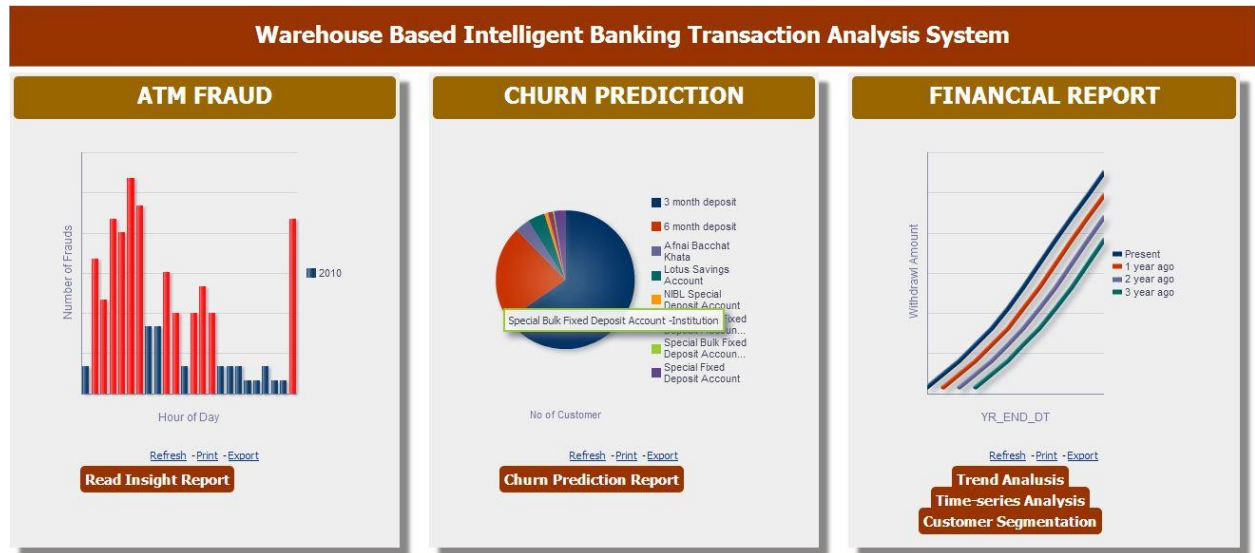 Warehouse Based Intelligent Banking Transaction Analysis System
ATM FRAUD
Number of Frauds
2010
Hour of Day
Refresh - Print - Export
Read Insight Report
CHURN PREDICTION
3 month deposit
6 month deposit
Afnai Bacchat
Khata
Lotus Savings
Account
NIBL Special
Deposit Account
Special Bulk Fixed Deposit Account -Institution
Fixed
Deposit Accoun...
Special Bulk Fixed
Deposit Accoun...
Special Fixed
Deposit Account
No of Customer
Refresh - Print - Export
Churn Prediction Report
FINANCIAL REPORT
Withdrawl Amount
Present
1 year ago
2 year ago
3 year ago
YR_END_DT
Refresh - Print - Export
Trend Analusis
Time-series Analysis
Customer Segmentation